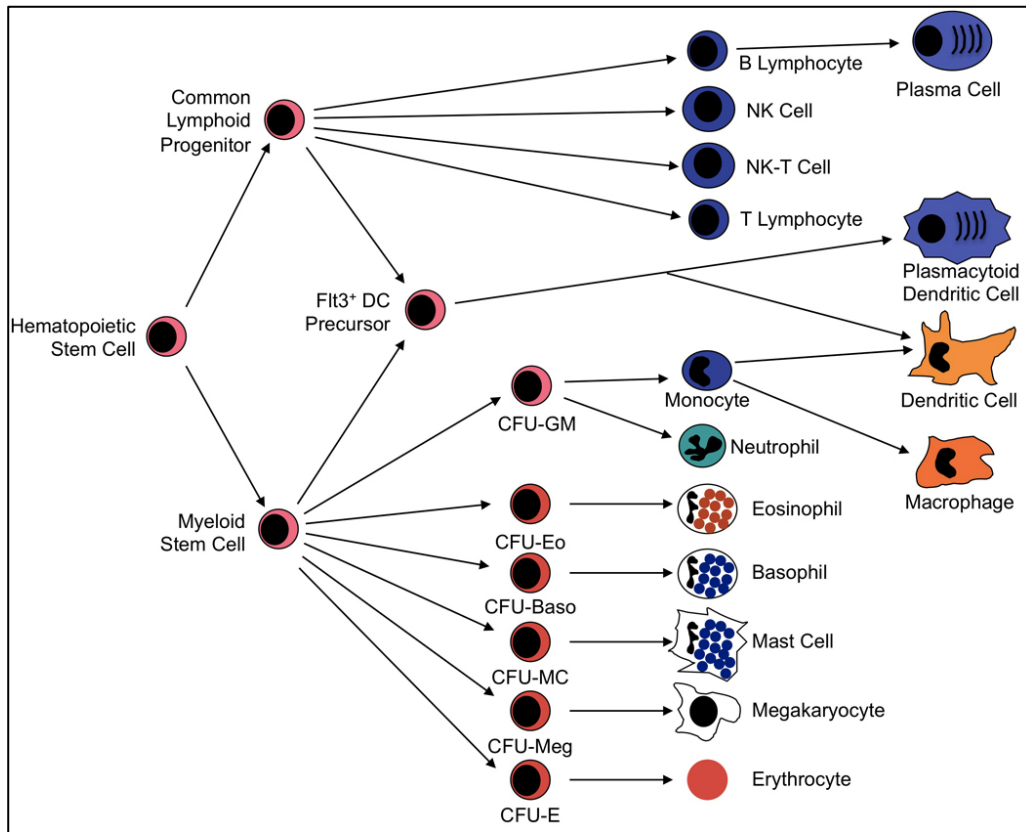 B Lymphocyte
Plasma Cell
Common
Lymphoid
Progenitor
NK Cell
NK-T Cell
T Lymphocyte
Plasmacytoid
Dendritic Cell
Flt3⁺ DC
Precursor
Hematopoietic
Stem Cell
CFU-GM
Monocyte
Dendritic Cell
Neutrophil
Macrophage
Myeloid
Stem Cell
CFU-Eo
Eosinophil
CFU-Baso
Basophil
CFU-MC
Mast Cell
CFU-Meg
Megakaryocyte
CFU-E
Erythrocyte